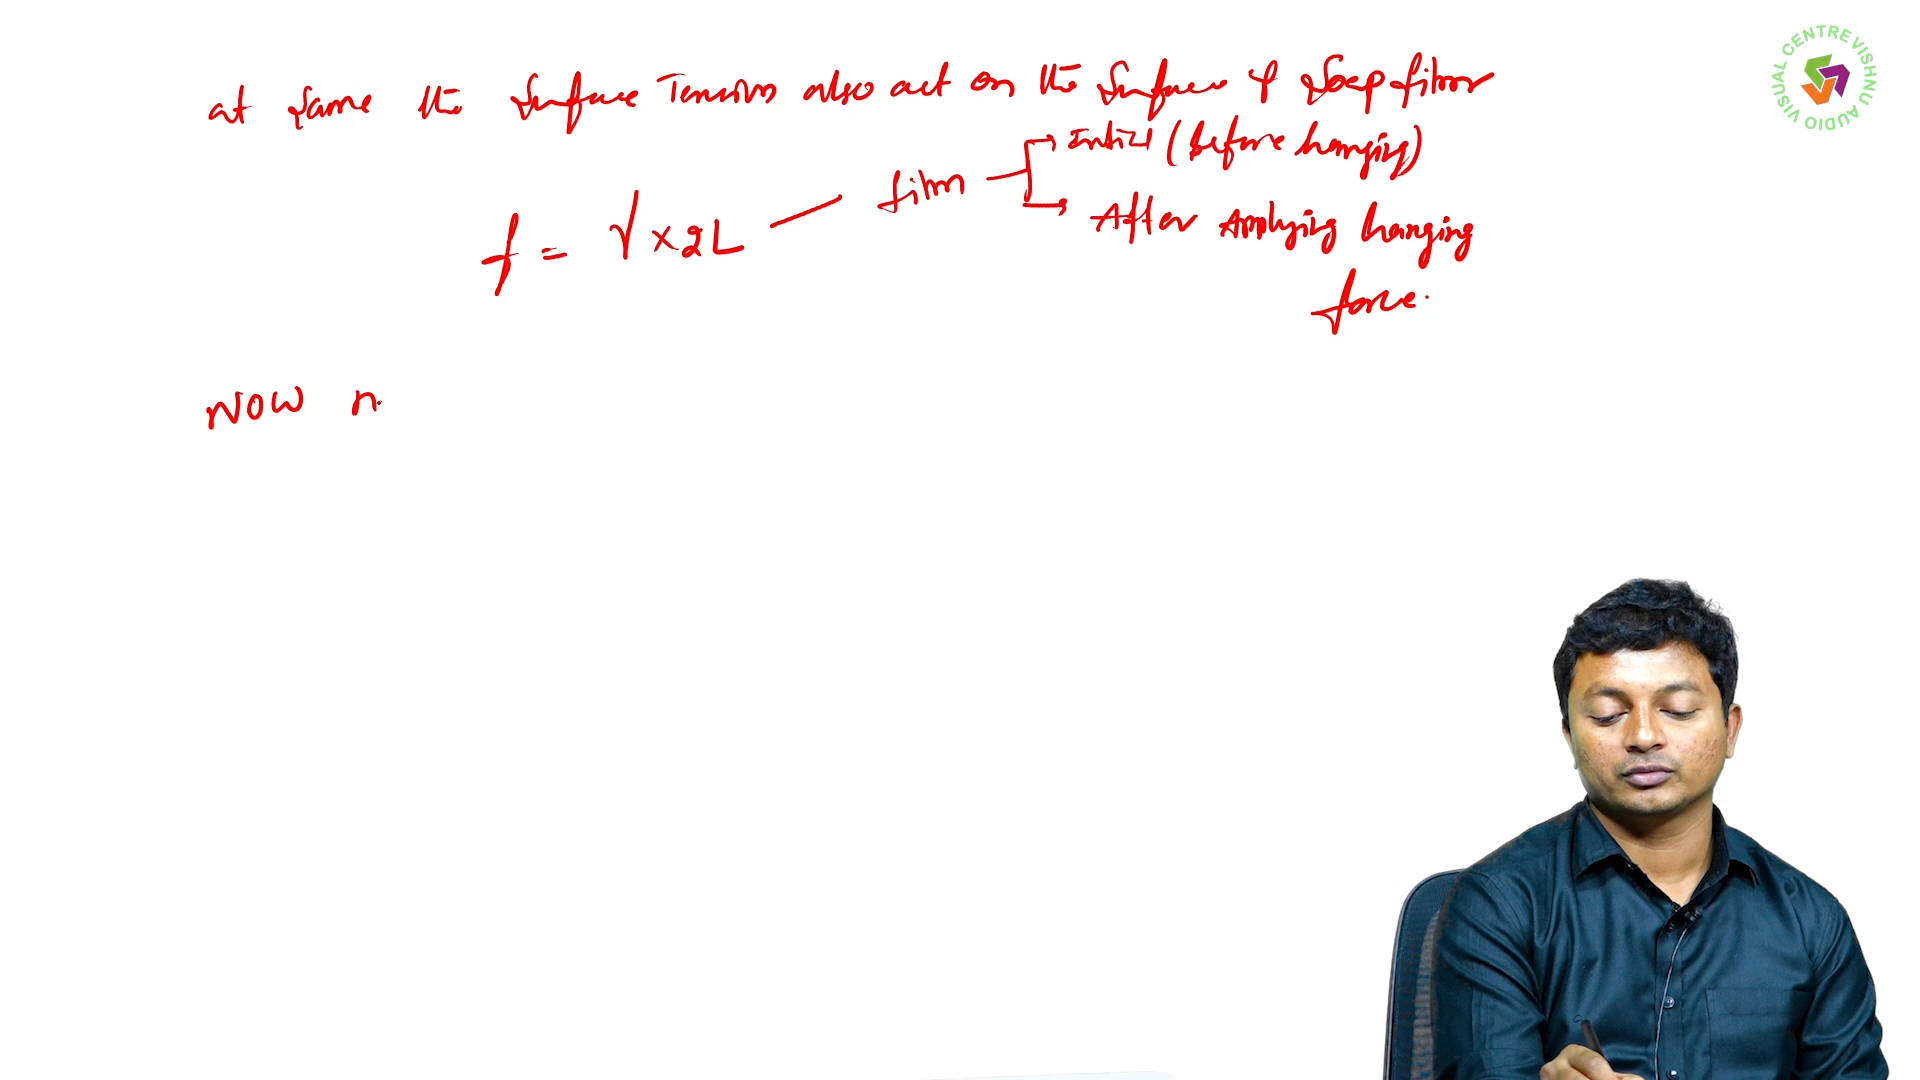 at same the Surface Tension also act on the Surface of Soap film
f = γ × 2L — film
Initial (before hanging)
After applying hanging
force.
NOW n
VISHNU AUDIO VISUAL CENTRE